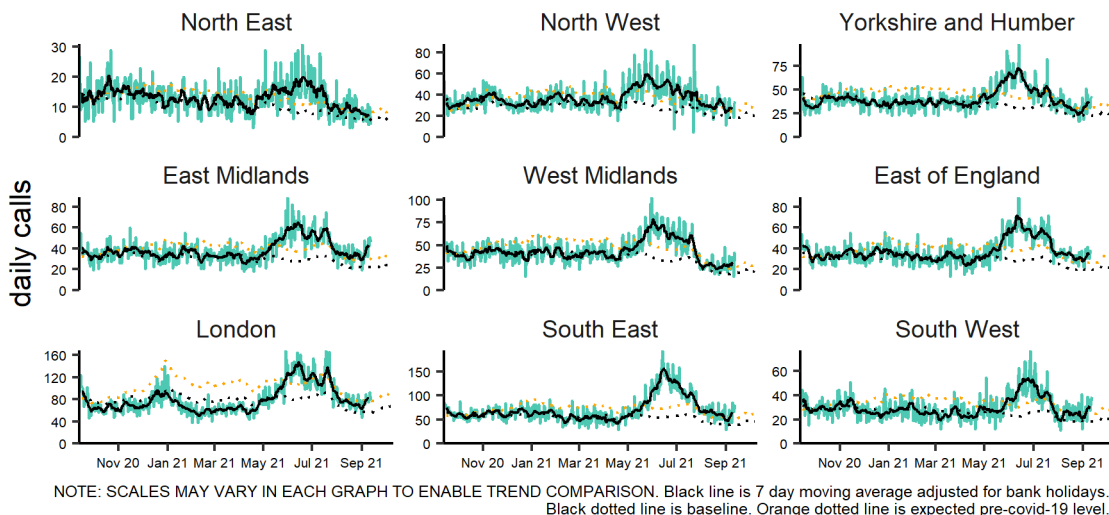 North East North West Yorkshire and Humber
30 80 75
20 60 50
10 40 25
0 20 0
0
East Midlands West Midlands East of England
80 100 80
60 75 60
40 50 40
20 25 20
0 0 0
daily calls
London South East South West
160 150 60
120 100 40
80 50 20
40 0 0
0
Nov 20 Jan 21 Mar 21 May 21 Jul 21 Sep 21 Nov 20 Jan 21 Mar 21 May 21 Jul 21 Sep 21 Nov 20 Jan 21 Mar 21 May 21 Jul 21 Sep 21
NOTE: SCALES MAY VARY IN EACH GRAPH TO ENABLE TREND COMPARISON. Black line is 7 day moving average adjusted for bank holidays.
Black dotted line is baseline. Orange dotted line is expected pre-covid-19 level.